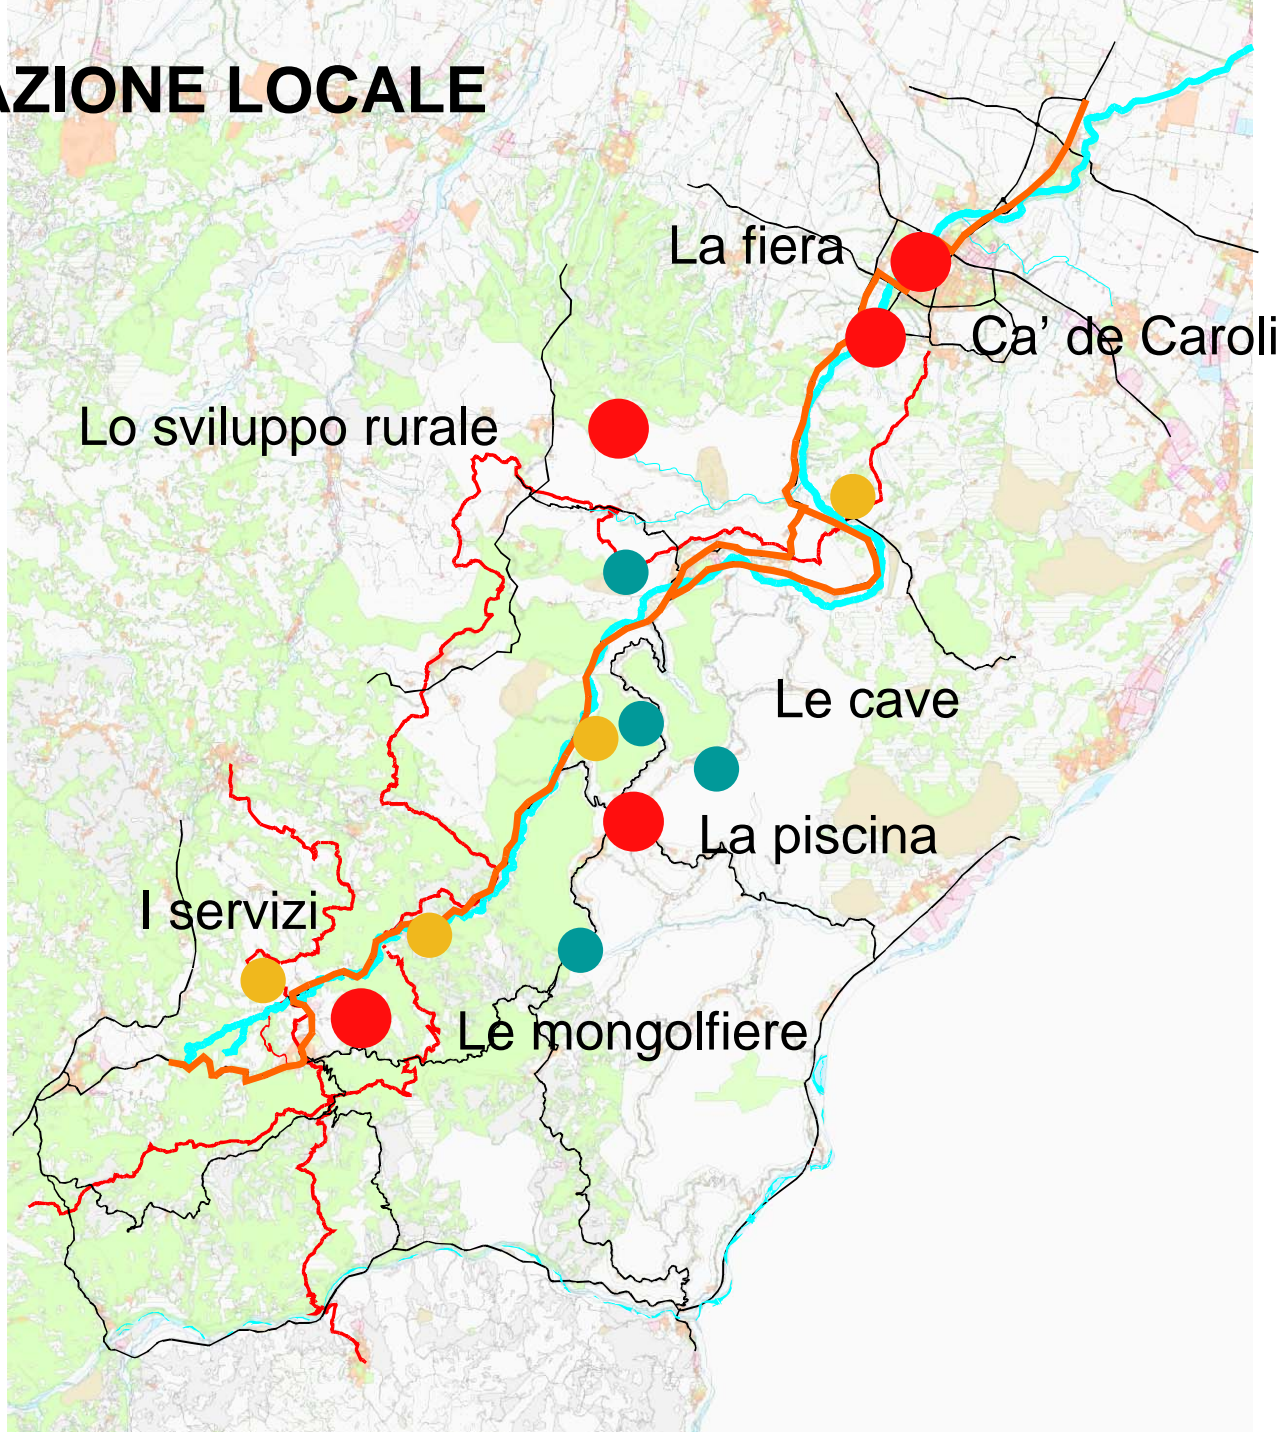 AZIONE LOCALE
La fiera
Ca’ de Caroli
Lo sviluppo rurale
Le cave
La piscina
I servizi
Le mongolfiere